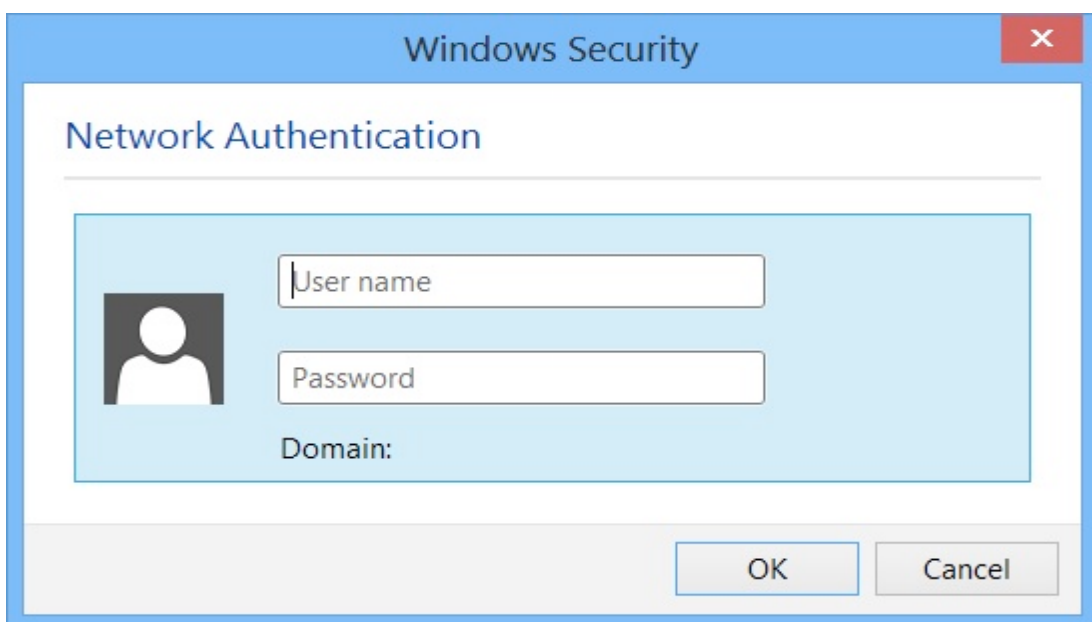 Windows Security
Network Authentication
User name
Password
Domain:
OK
Cancel